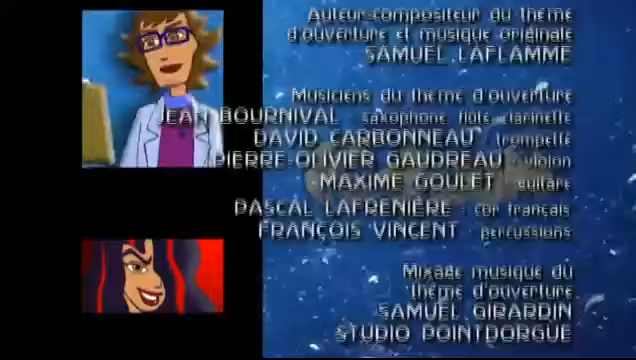 Auteur-compositeur du thème
d'ouverture et musique originale
SAMUEL LAFLAMME
Musiciens du thème d'ouverture
JEAN BOURNIVAL - saxophone, flûte, clarinette
DAVID CARBONNEAU - trompette
PIERRE-OLIVIER GAUDREAU - violon
MAXIME GOULET - guitare
PASCAL LAFRENIÈRE - cor français
FRANÇOIS VINCENT - percussions
Mixage musique du
thème d'ouverture
SAMUEL GIRARDIN
STUDIO POINTDORGUE